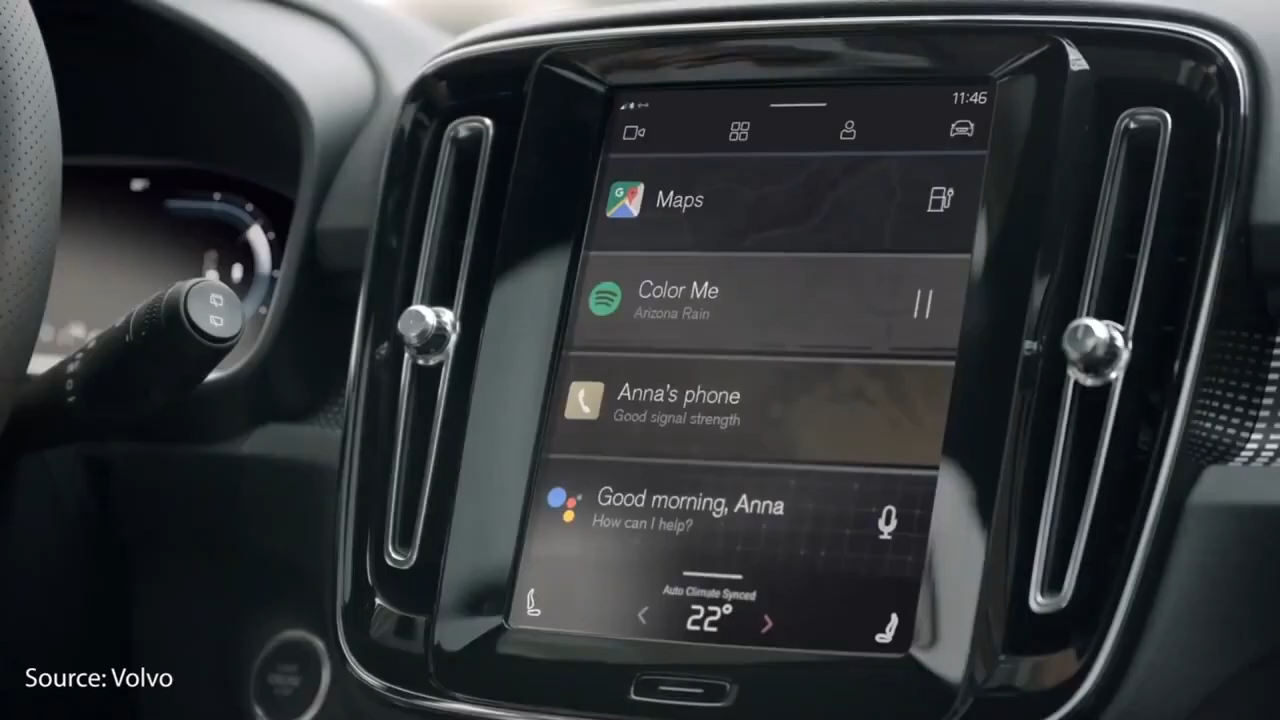 11:46
G
Maps
Color Me
Arizona Rain
Anna's phone
Good signal strength
Good morning, Anna
How can I help?
Auto Climate Synced
22°
Source: Volvo